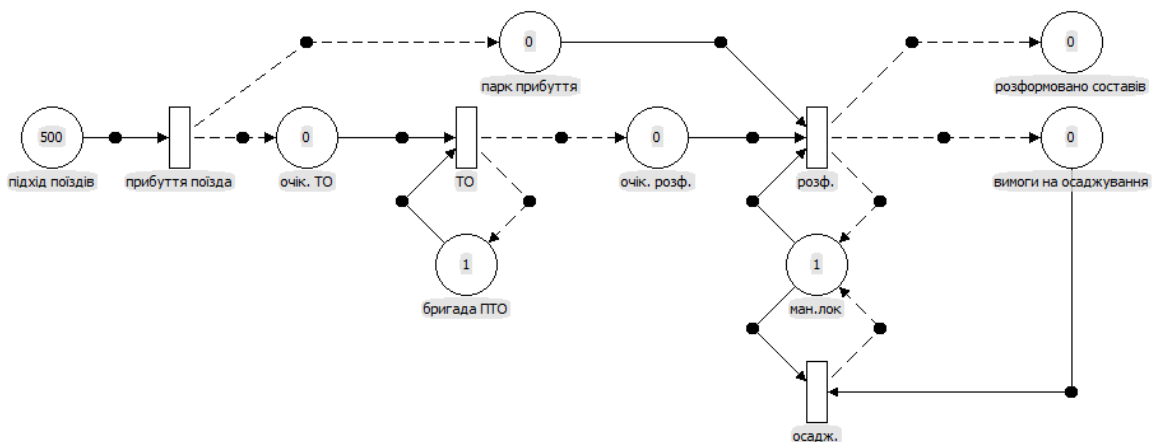 0
0
парк прибуття
розформовано составів
500
0
0
0
підхід поїздів
прибуття поїзда
очік. ТО
ТО
очік. розф.
розф.
вимоги на осаджування
1
1
бригада ПТО
ман.лок
осадж.